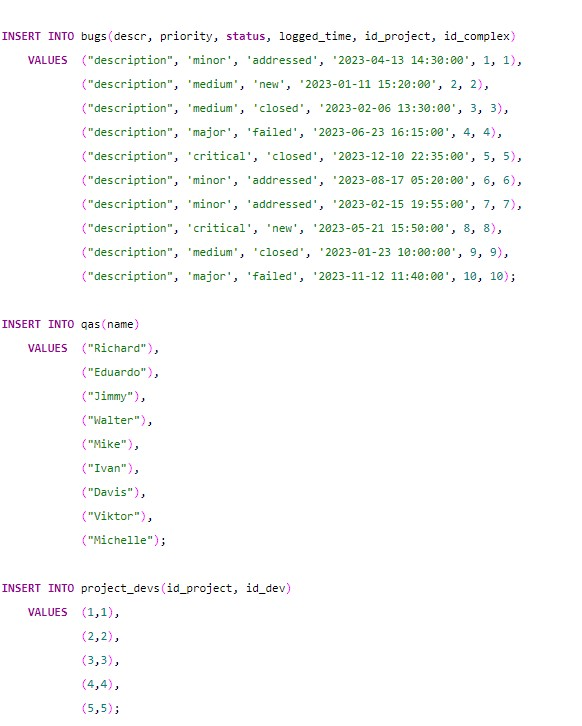 INSERT INTO bugs(descr, priority, status, logged_time, id_project, id_complex)
VALUES ("description", 'minor', 'addressed', '2023-04-13 14:30:00', 1, 1),
("description", 'medium', 'new', '2023-01-11 15:20:00', 2, 2),
("description", 'medium', 'closed', '2023-02-06 13:30:00', 3, 3),
("description", 'major', 'failed', '2023-06-23 16:15:00', 4, 4),
("description", 'critical', 'closed', '2023-12-10 22:35:00', 5, 5),
("description", 'minor', 'addressed', '2023-08-17 05:20:00', 6, 6),
("description", 'minor', 'addressed', '2023-02-15 19:55:00', 7, 7),
("description", 'critical', 'new', '2023-05-21 15:50:00', 8, 8),
("description", 'medium', 'closed', '2023-01-23 10:00:00', 9, 9),
("description", 'major', 'failed', '2023-11-12 11:40:00', 10, 10);
INSERT INTO qas(name)
VALUES ("Richard"),
("Eduardo"),
("Jimmy"),
("Walter"),
("Mike"),
("Ivan"),
("Davis"),
("Viktor"),
("Michelle");
INSERT INTO project_devs(id_project, id_dev)
VALUES (1,1),
(2,2),
(3,3),
(4,4),
(5,5);